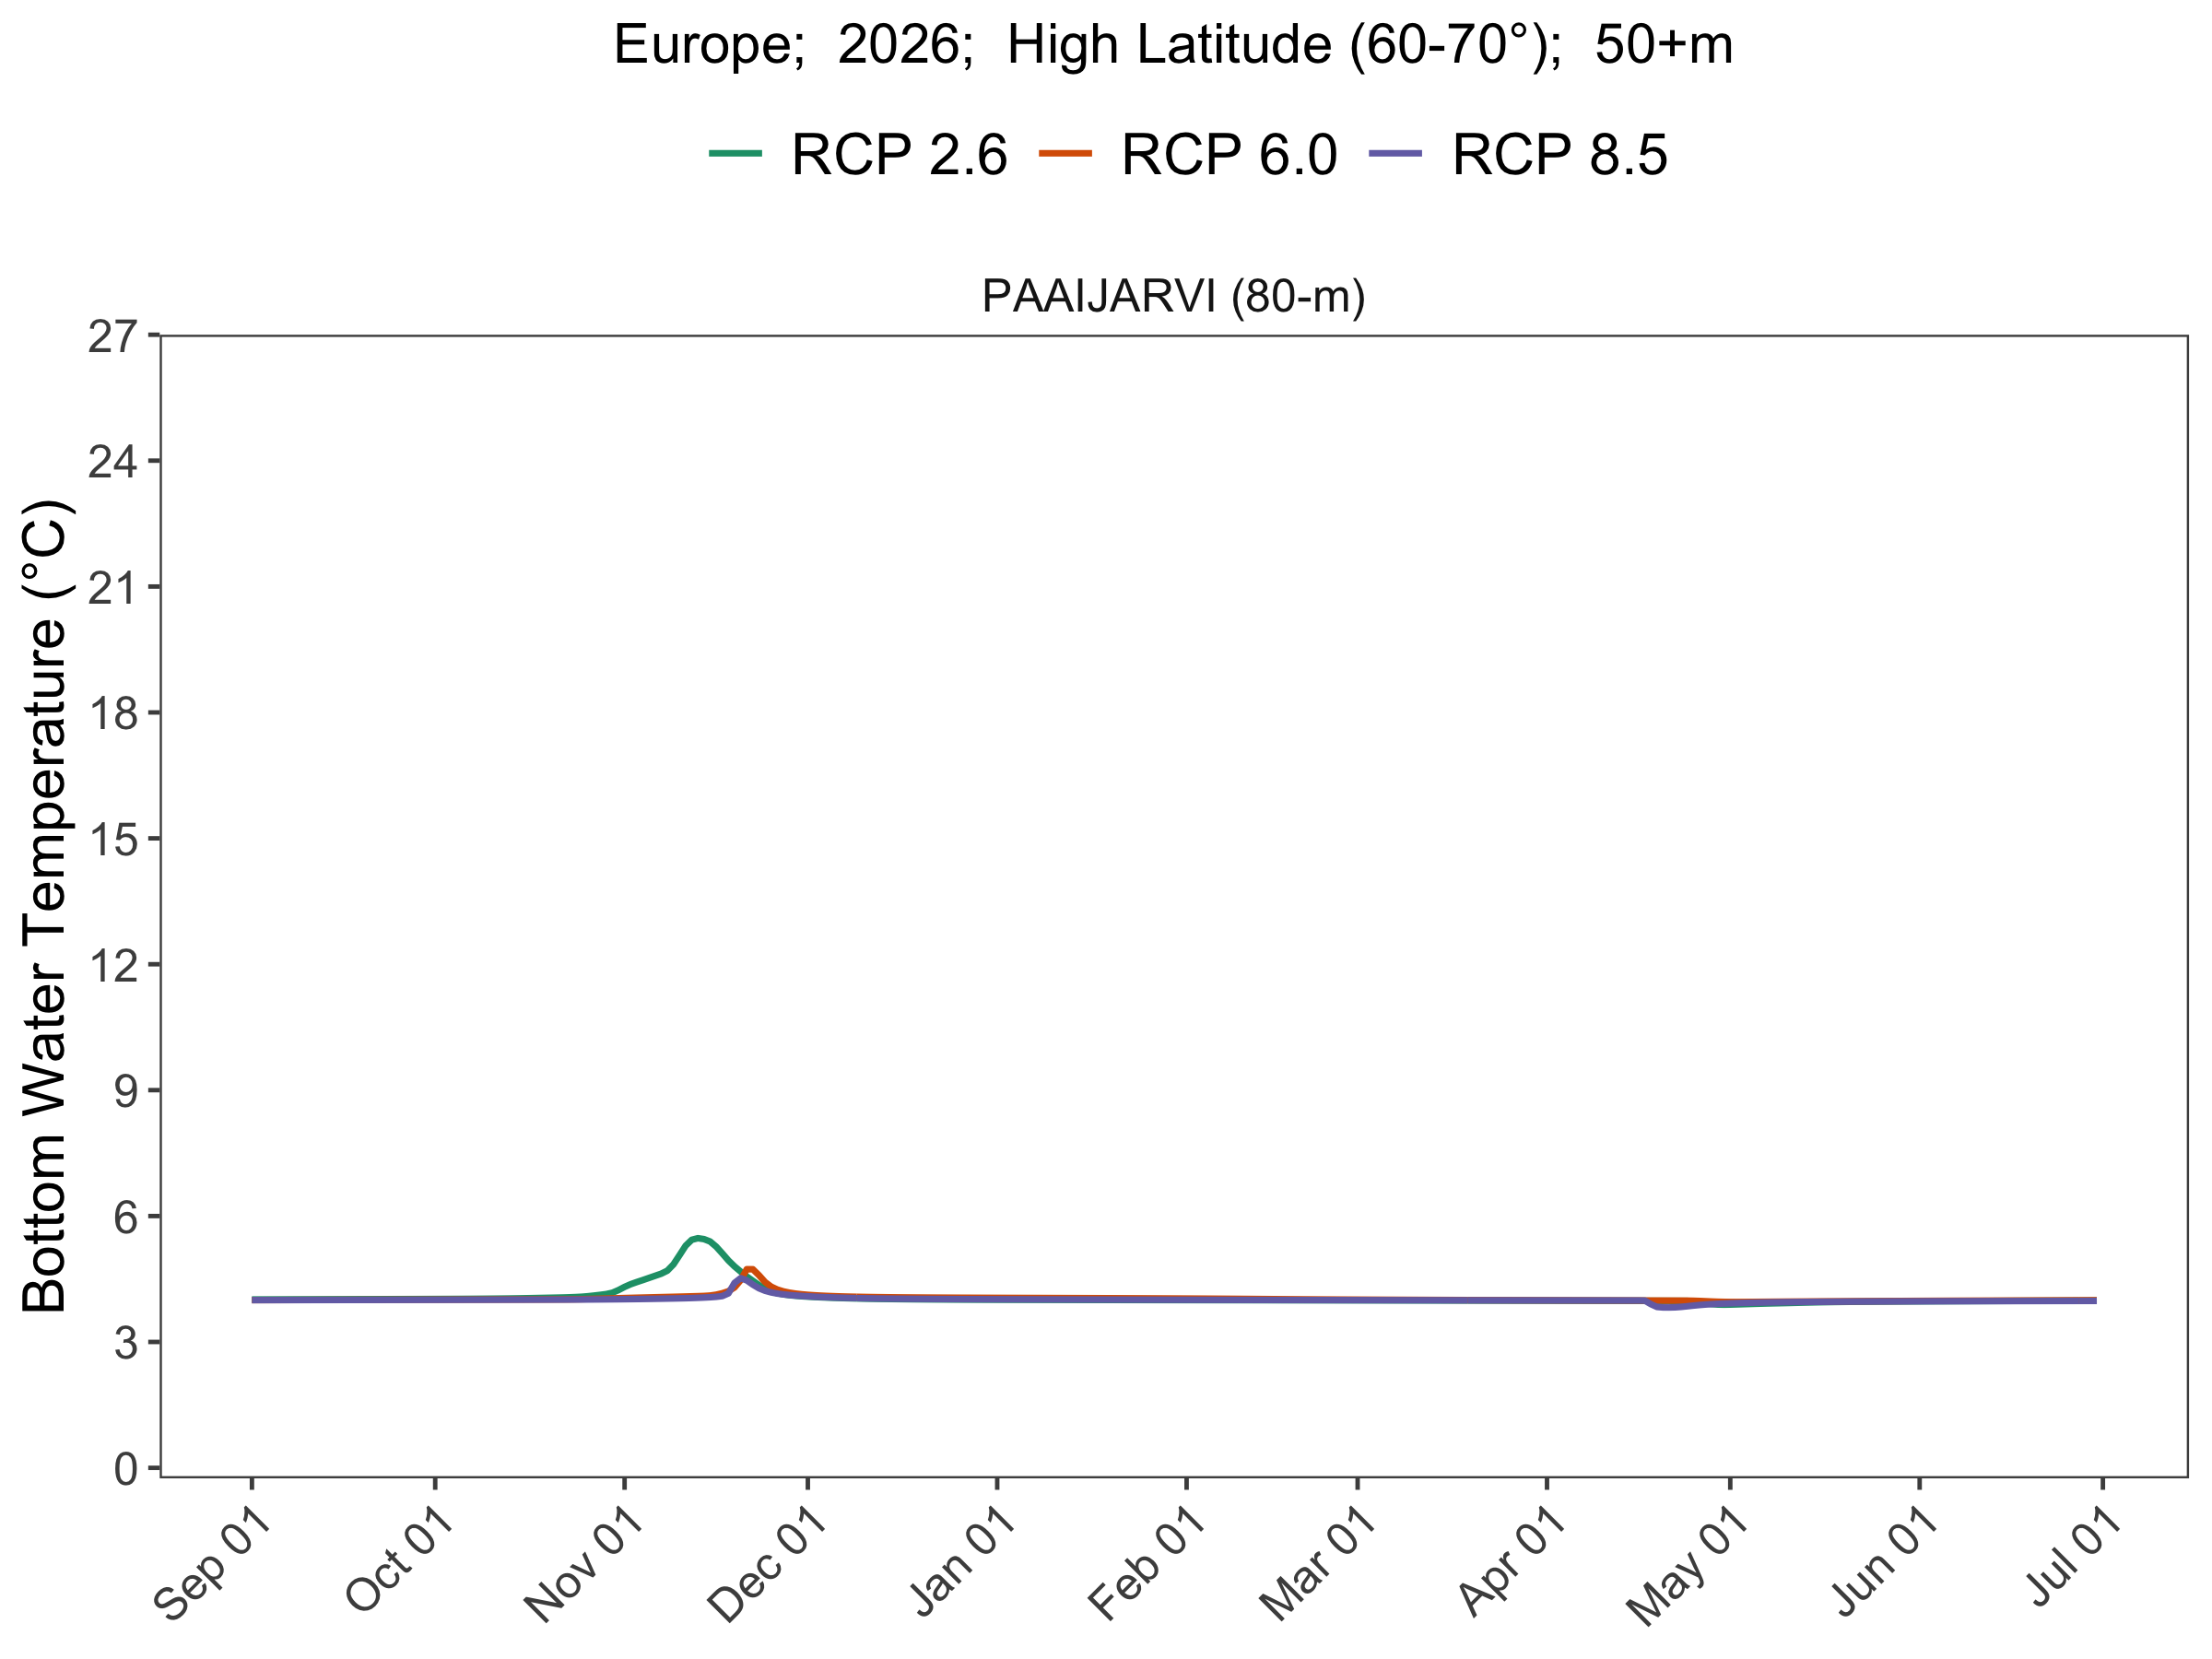 Europe;  2026;  High Latitude (60-70°);  50+m
RCP 2.6  RCP 6.0  RCP 8.5
PAAIJARVI (80-m)
Bottom Water Temperature (°C)
27
24
21
18
15
12
9
6
3
0
Sep 01
Oct 01
Nov 01
Dec 01
Jan 01
Feb 01
Mar 01
Apr 01
May 01
Jun 01
Jul 01